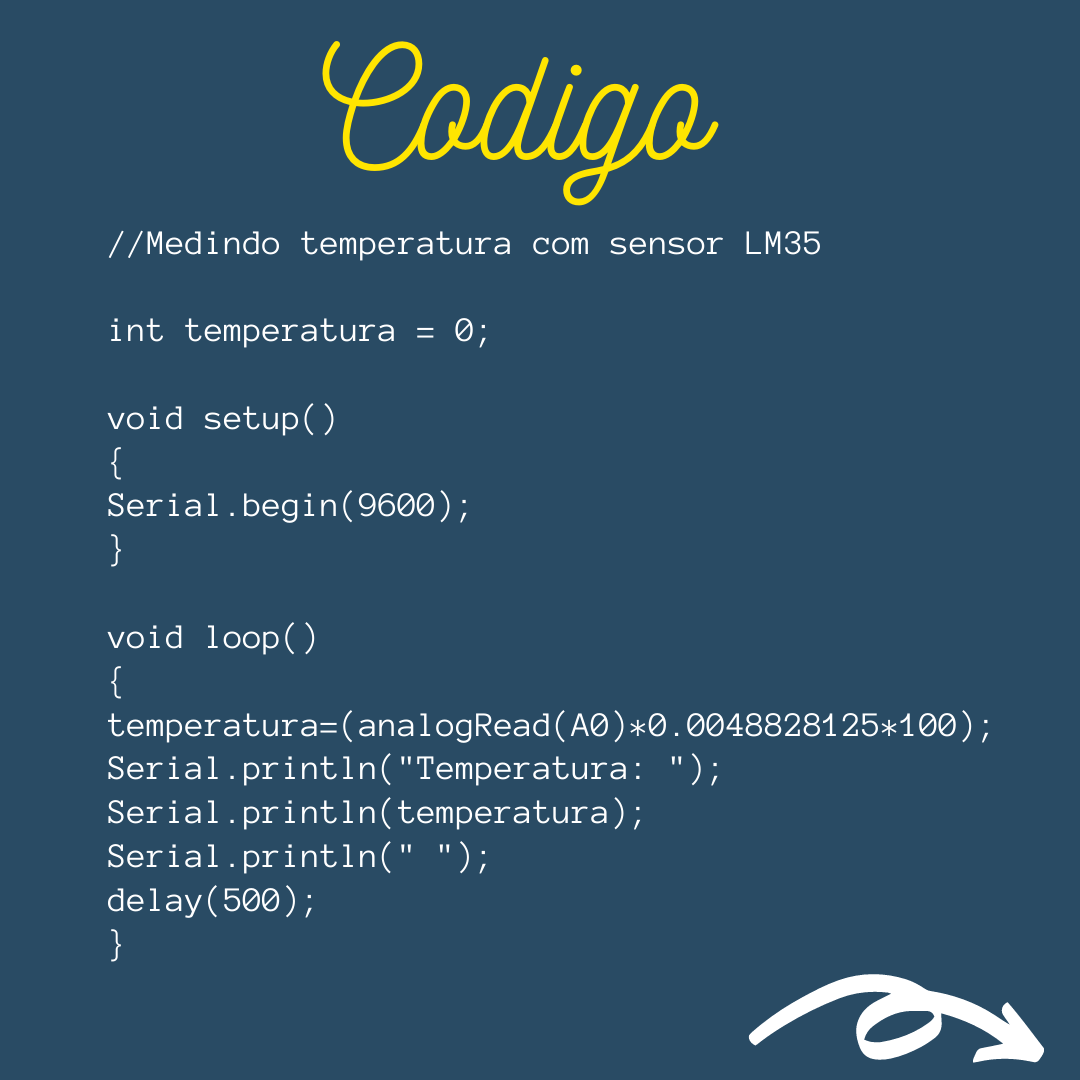 Codigo
//Medindo temperatura com sensor LM35
int temperatura = 0;
void setup()
{
Serial.begin(9600);
}
void loop()
{
temperatura=(analogRead(A0)*0.0048828125*100);
Serial.println("Temperatura: ");
Serial.println(temperatura);
Serial.println(" ");
delay(500);
}